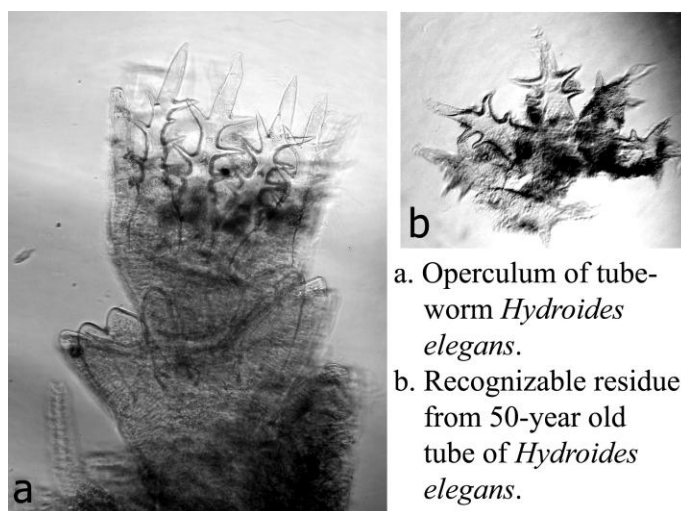 a
b
a. Operculum of tube-
worm Hydroides
elegans.
b. Recognizable residue
from 50-year old
tube of Hydroides
elegans.